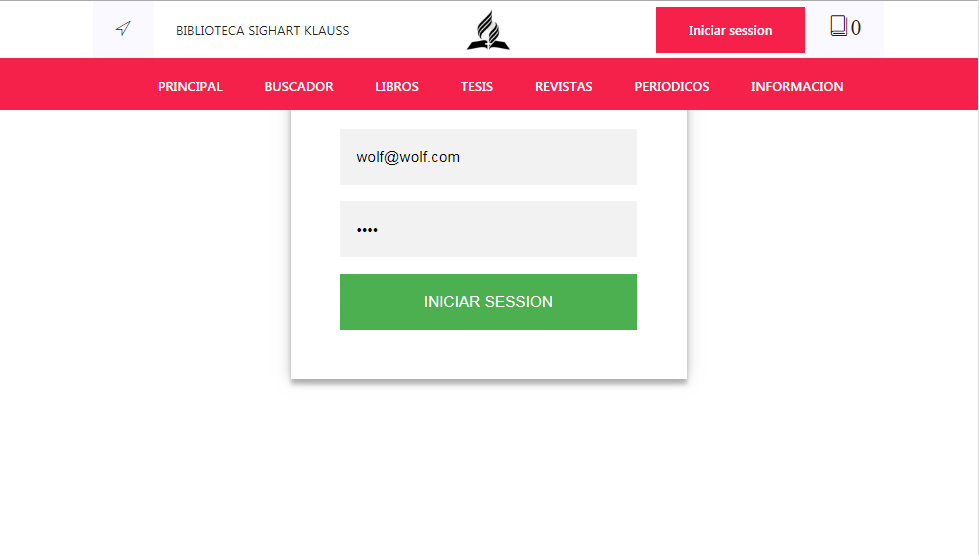 BIBLIOTECA SIGHART KLAUSS
Iniciar session
0
PRINCIPAL BUSCADOR LIBROS TESIS REVISTAS PERIODICOS INFORMACION
wolf@wolf.com
••••
INICIAR SESSION